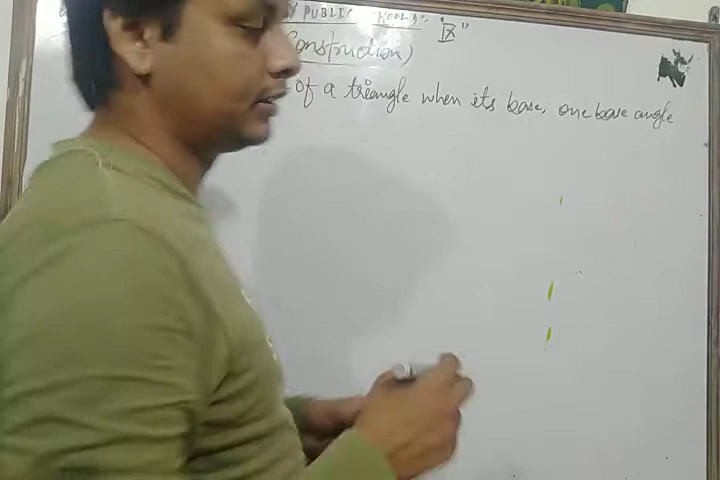 PUBLIC "IX"
Construction)
of a triangle when its base, one base angle